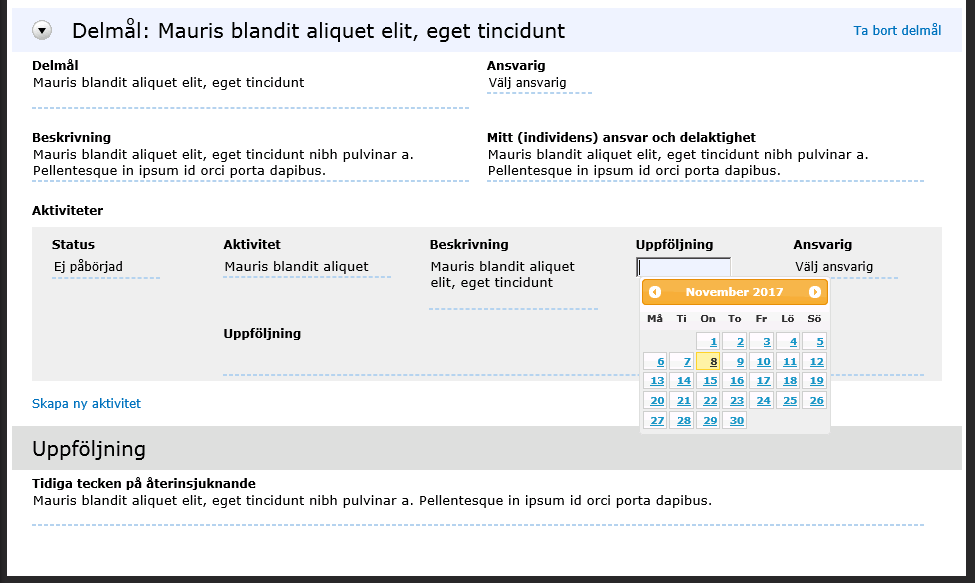 Delmål: Mauris blandit aliquet elit, eget tincidunt
Ta bort delmål
Delmål
Mauris blandit aliquet elit, eget tincidunt
Ansvarig
Välj ansvarig
Beskrivning
Mauris blandit aliquet elit, eget tincidunt nibh pulvinar a.
Pellentesque in ipsum id orci porta dapibus.
Mitt (individens) ansvar och delaktighet
Mauris blandit aliquet elit, eget tincidunt nibh pulvinar a.
Pellentesque in ipsum id orci porta dapibus.
Aktiviteter
Status
Ej påbörjad
Aktivitet
Mauris blandit aliquet
Beskrivning
Mauris blandit aliquet
elit, eget tincidunt
Uppföljning
Ansvarig
Välj ansvarig
November 2017
Må Ti On To Fr Lö Sö
1 2 3 4 5
6 7 8 9 10 11 12
13 14 15 16 17 18 19
20 21 22 23 24 25 26
27 28 29 30
Uppföljning
Skapa ny aktivitet
Uppföljning
Tidiga tecken på återinsjuknande
Mauris blandit aliquet elit, eget tincidunt nibh pulvinar a. Pellentesque in ipsum id orci porta dapibus.